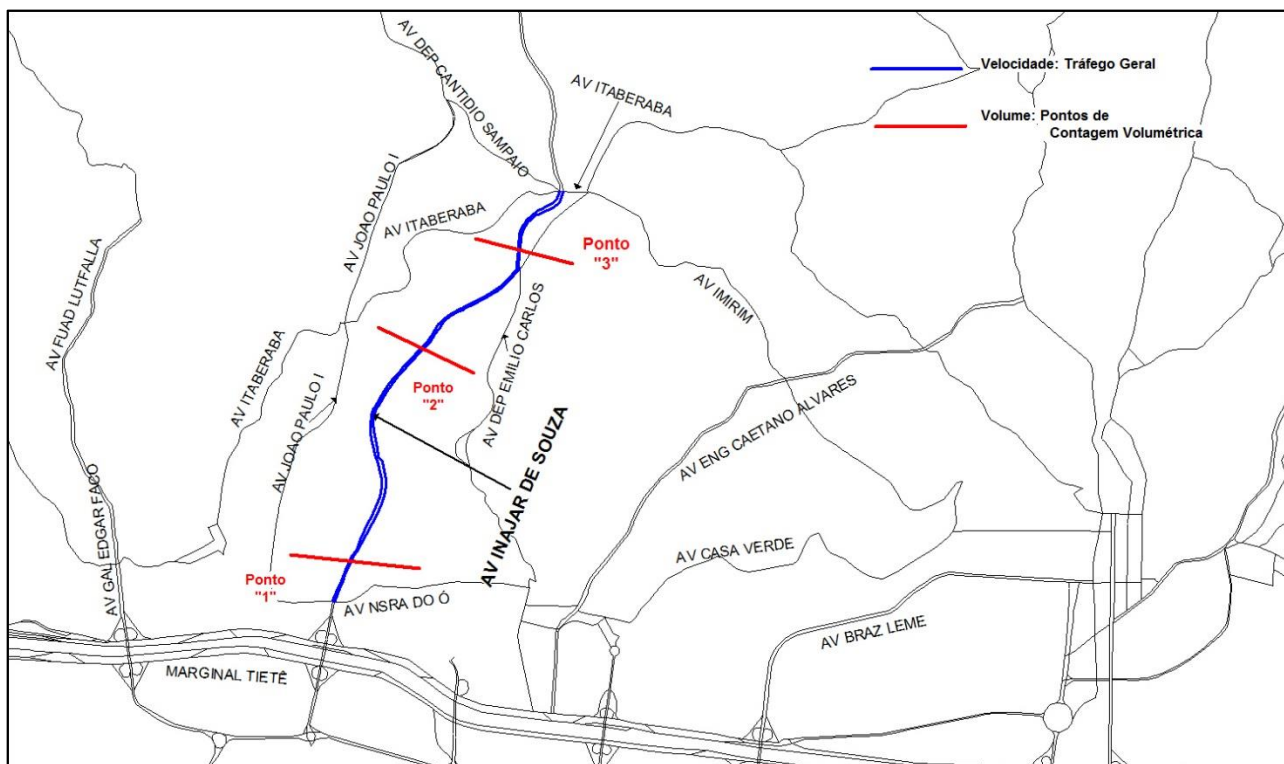 Velocidade: Tráfego Geral
Volume: Pontos de
Contagem Volumétrica
AV DEP CANTIDIO SAMPAIO
AV ITABERABA
AV JOAO PAULO I
AV ITABERABA
Ponto
"3"
AV FUAD LUTFALLA
AV IMIRIM
AV ITABERABA
AV DEP EMILIO CARLOS
Ponto
"2"
AV JOAO PAULO I
AV INAJAR DE SOUZA
AV ENG CAETANO ALVARES
AV GAL EDGAR FACO
AV CASA VERDE
Ponto
"1"
AV NSRA DO Ó
AV BRAZ LEME
MARGINAL TIETÊ